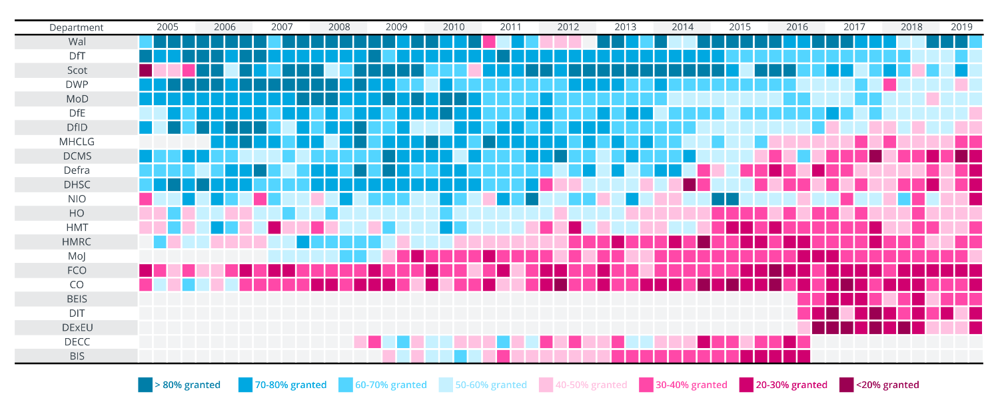 Department 2005 2006 2007 2008 2009 2010 2011 2012 2013 2014 2015 2016 2017 2018 2019
Wal
DfT
Scot
DWP
MoD
DfE
DfID
MHCLG
DCMS
Defra
DHSC
NIO
HO
HMT
HMRC
MoJ
FCO
CO
BEIS
DIT
DExEU
DECC
BIS
> 80% granted 70-80% granted 60-70% granted 50-60% granted 40-50% granted 30-40% granted 20-30% granted <20% granted